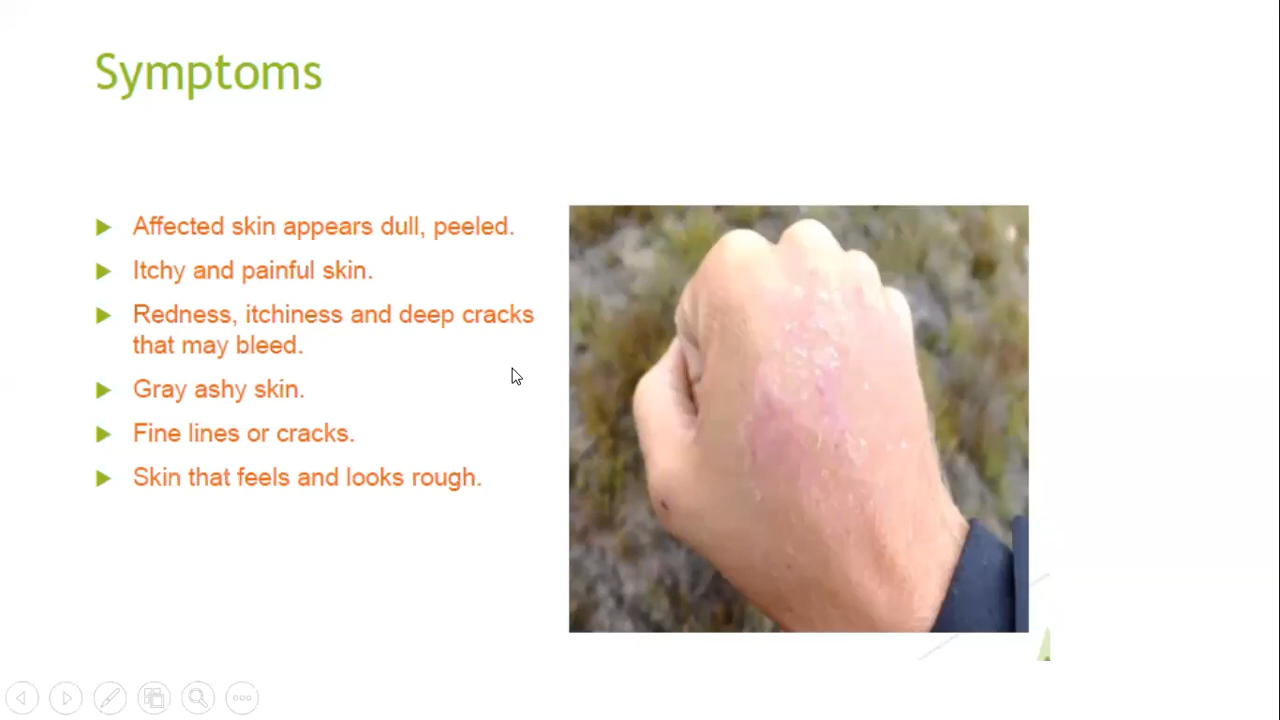 Symptoms
Affected skin appears dull, peeled.
Itchy and painful skin.
Redness, itchiness and deep cracks
that may bleed.
Gray ashy skin.
Fine lines or cracks.
Skin that feels and looks rough.